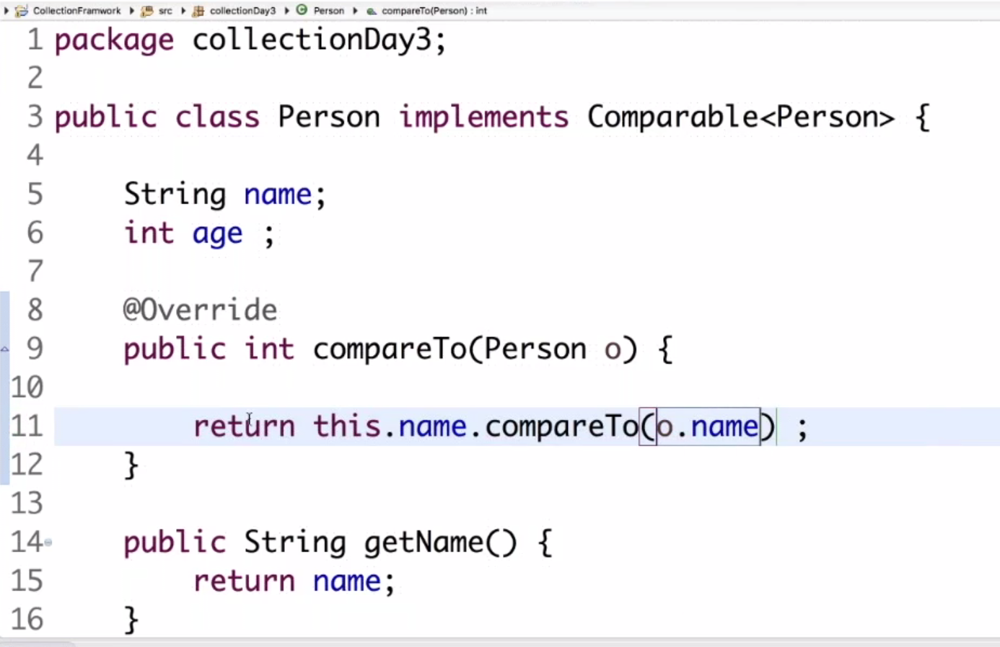 CollectionFramwork src collectionDay3 Person compareTo(Person) : int
1 package collectionDay3;
2
3 public class Person implements Comparable<Person> {
4
5 String name;
6 int age ;
7
8 @Override
9 public int compareTo(Person o) {
10
11 return this.name.compareTo(o.name) ;
12 }
13
14 public String getName() {
15 return name;
16 }